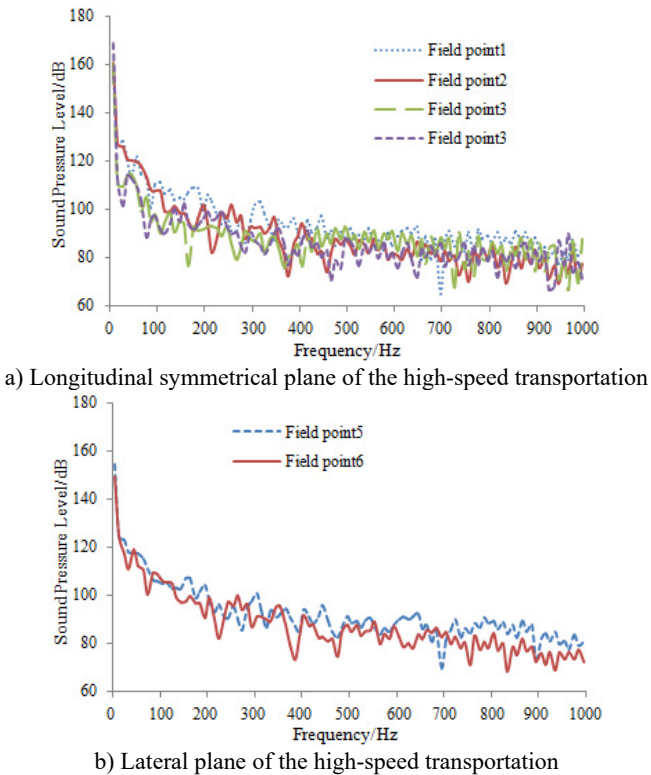 180
160
140
120
100
80
60
Sound Pressure Level/dB
Field point1
Field point2
Field point3
Field point3
0 100 200 300 400 500 600 700 800 900 1000
Frequency/Hz
a) Longitudinal symmetrical plane of the high-speed transportation
180
160
140
120
100
80
60
Sound Pressure Level/dB
Field point5
Field point6
0 100 200 300 400 500 600 700 800 900 1000
Frequency/Hz
b) Lateral plane of the high-speed transportation